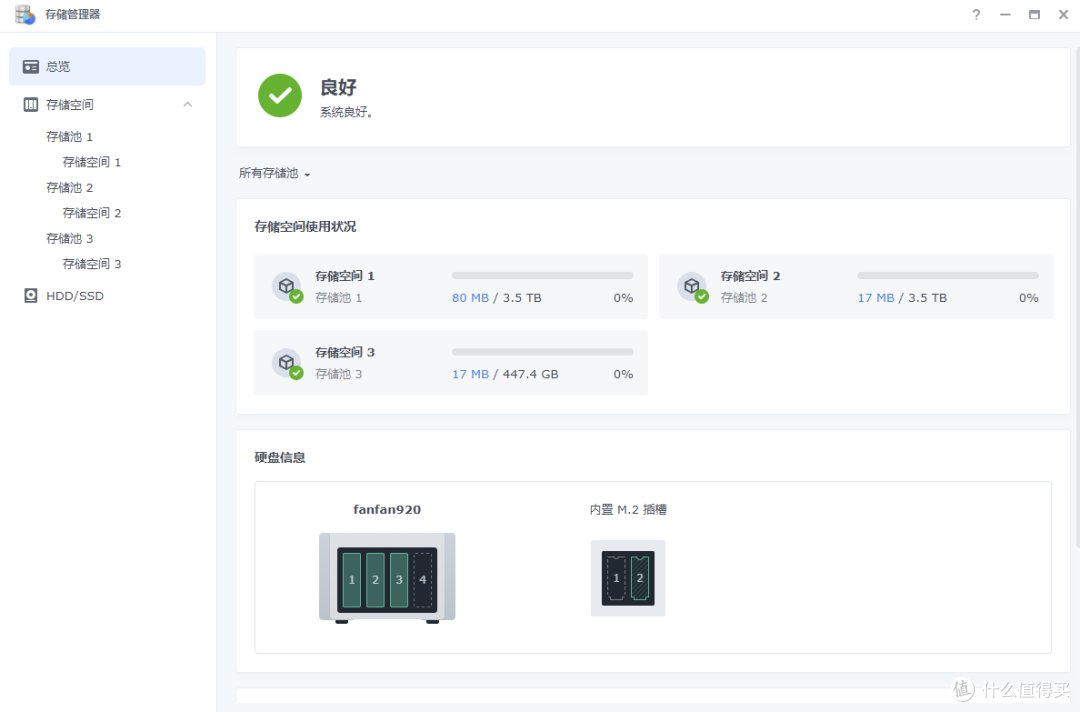 存储管理器
?
总览
存储空间
存储池 1
存储空间 1
存储池 2
存储空间 2
存储池 3
存储空间 3
HDD/SSD
良好
系统良好。
所有存储池
存储空间使用状况
存储空间 1
存储池 1
80 MB / 3.5 TB 0%
存储空间 2
存储池 2
17 MB / 3.5 TB 0%
存储空间 3
存储池 3
17 MB / 447.4 GB 0%
硬盘信息
fanfan920
1 2 3 4
内置 M.2 插槽
1 2
值 什么值得买